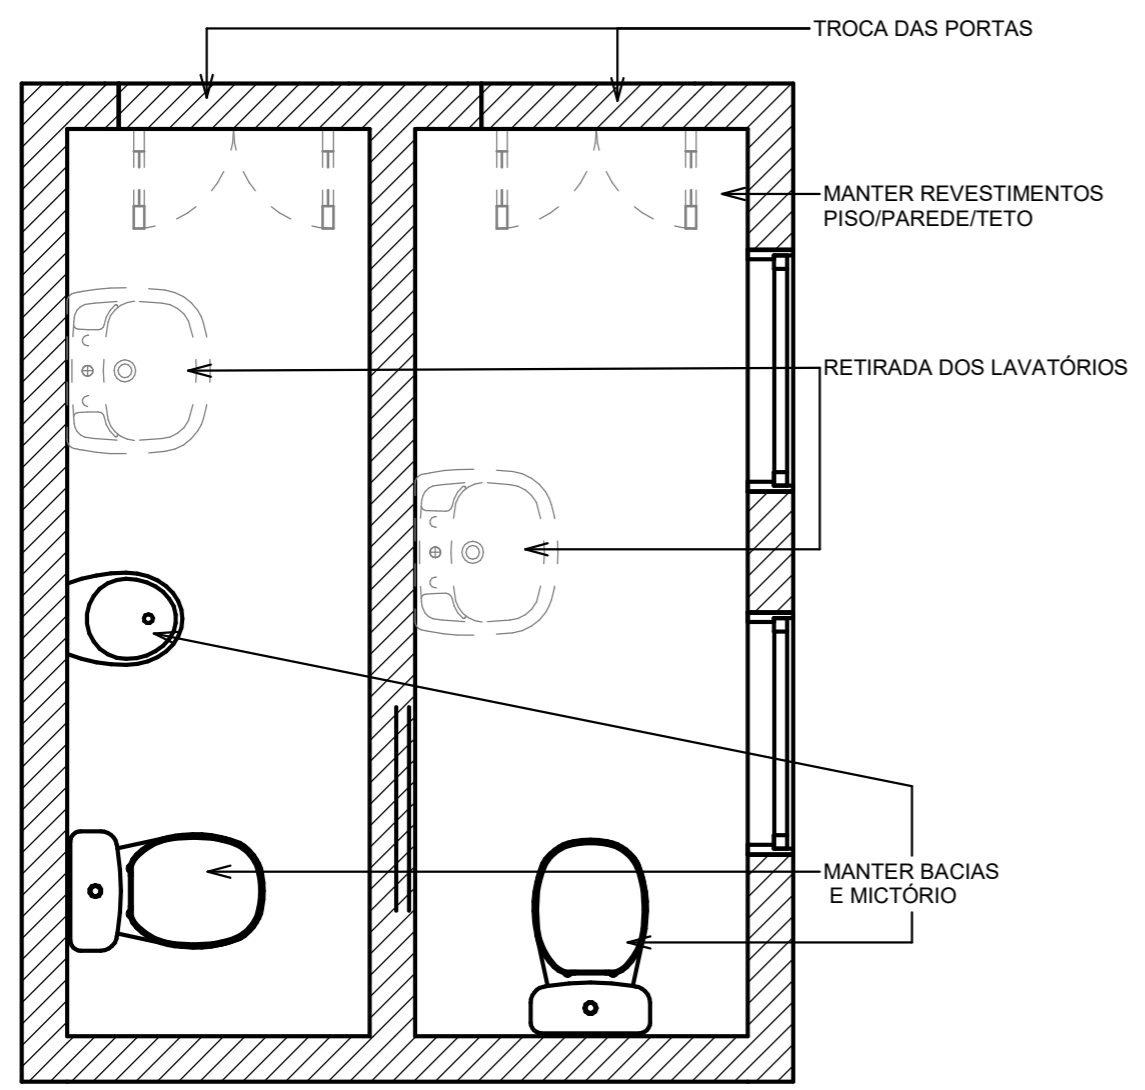 TROCA DAS PORTAS
MANTER REVESTIMENTOS
PISO/PAREDE/TETO
RETIRADA DOS LAVATÓRIOS
MANTER BACIAS
E MICTÓRIO